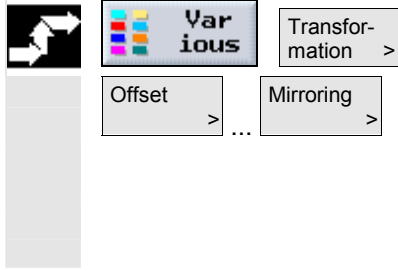 Var
ious
Transfor-
mation >
Offset
>
...
Mirroring
>